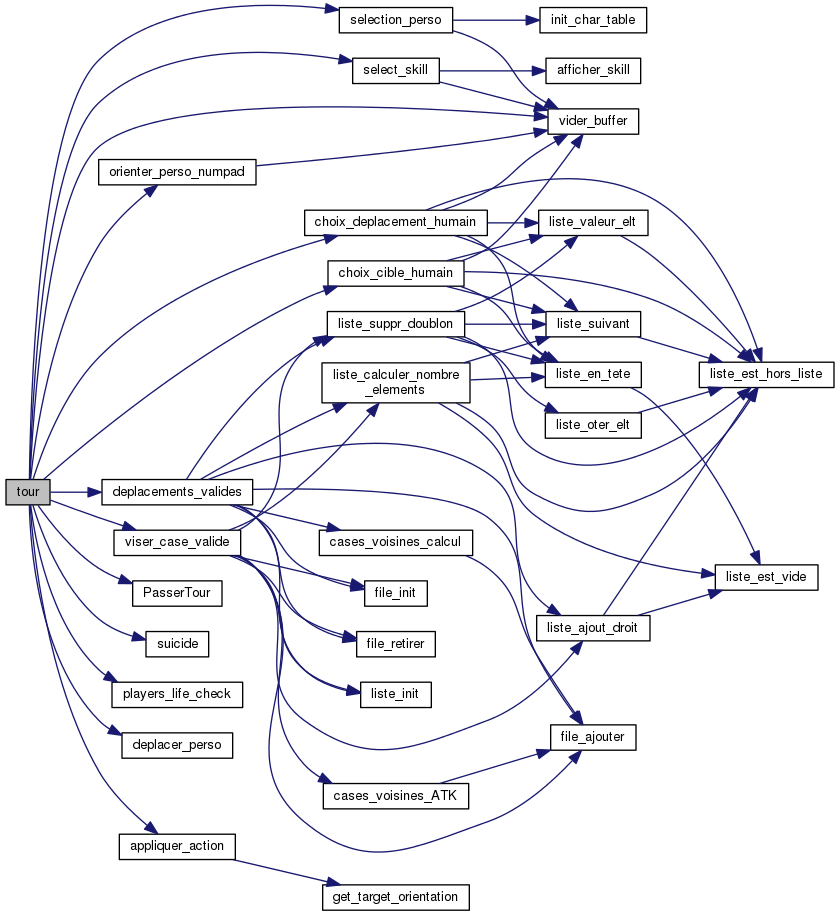 selection_perso
init_char_table
select_skill
afficher_skill
vider_buffer
orienter_perso_numpad
choix_deplacement_humain
liste_valeur_elt
choix_cible_humain
liste_suppr_doublon
liste_suivant
liste_calculer_nombre
_elements
liste_en_tete
liste_est_hors_liste
liste_oter_elt
tour
deplacements_valides
viser_case_valide
cases_voisines_calcul
PasserTour
file_init
liste_est_vide
suicide
file_retirer
liste_ajout_droit
players_life_check
liste_init
deplacer_perso
file_ajouter
cases_voisines_ATK
appliquer_action
get_target_orientation